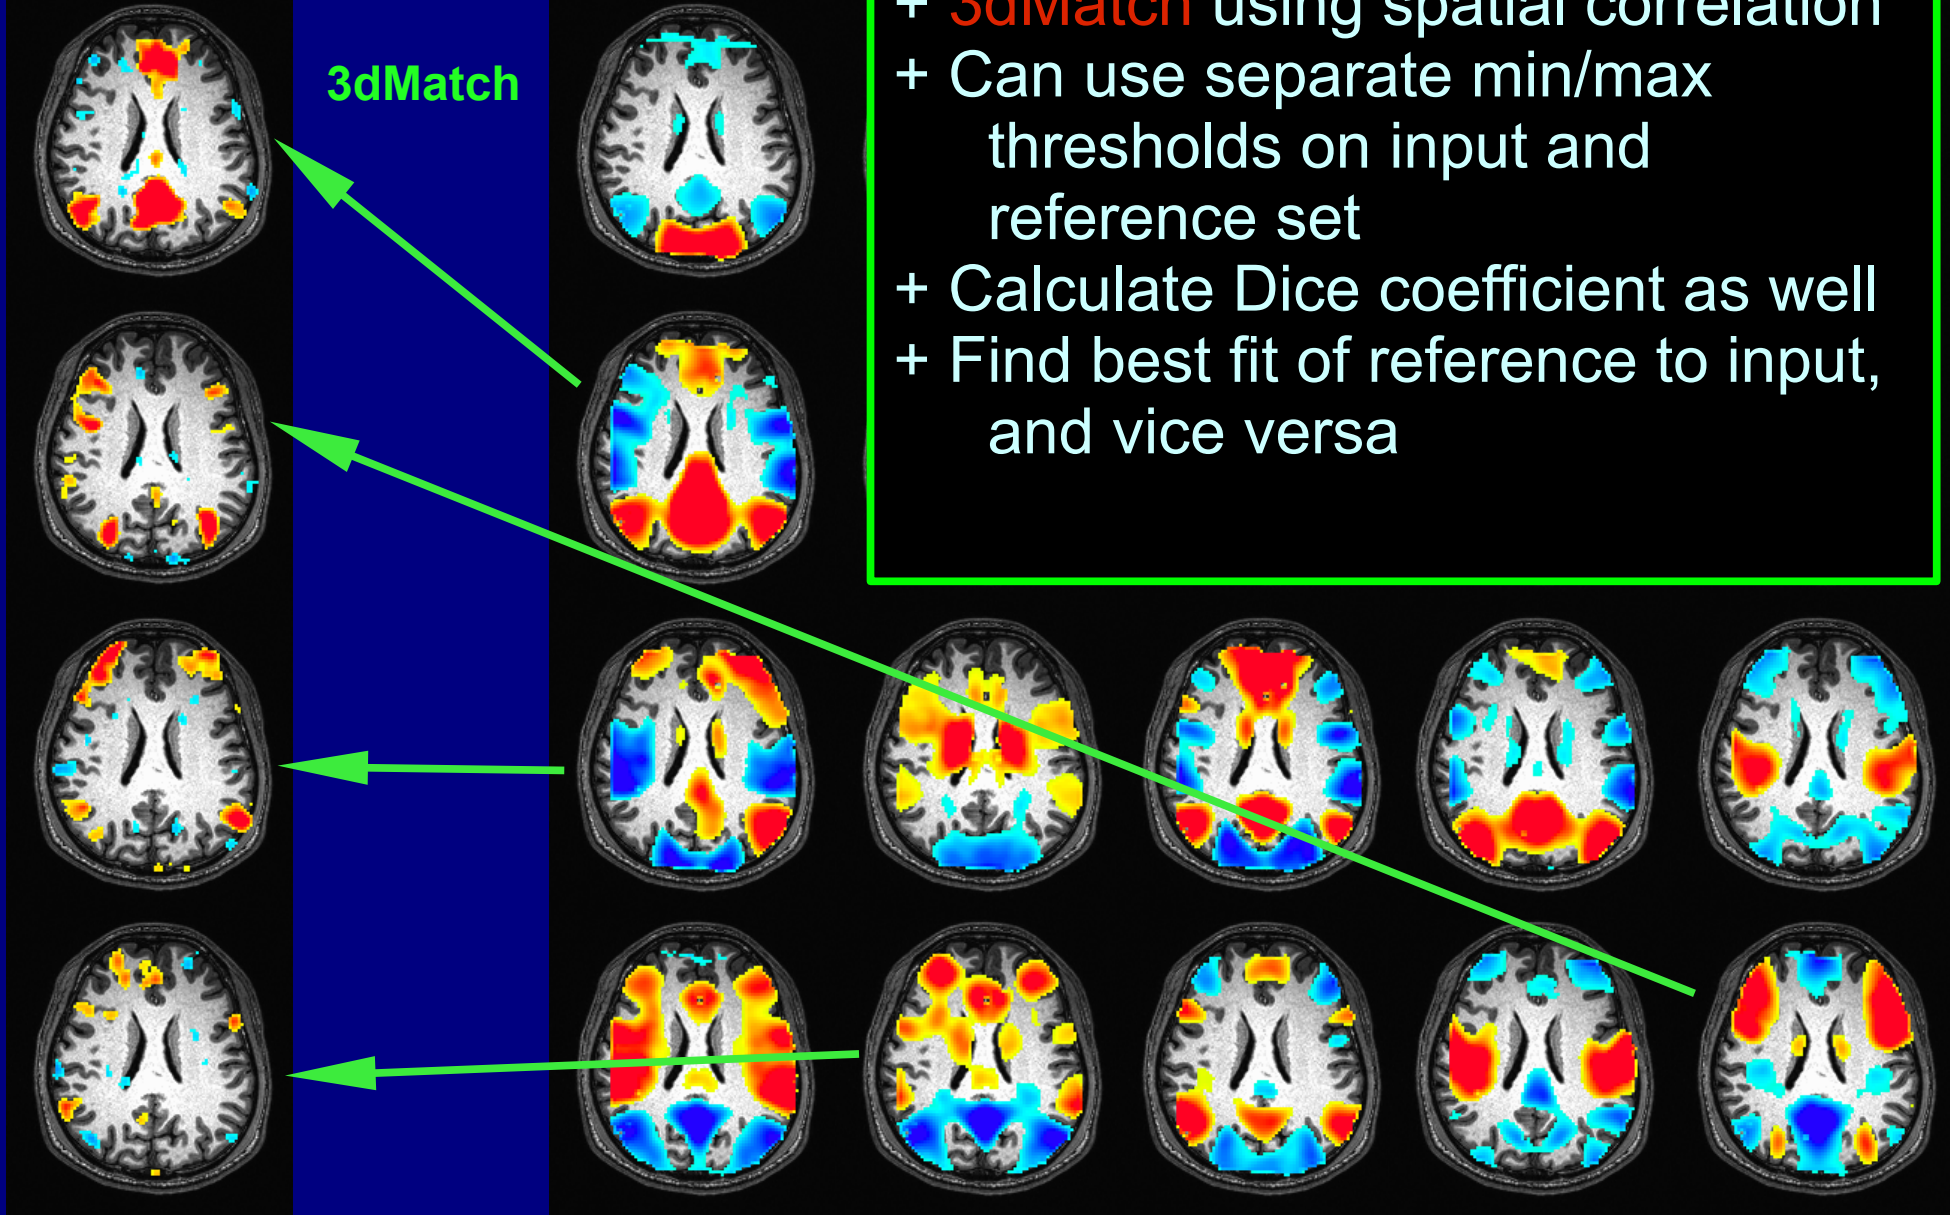 + 3dMatch using spatial correlation
3dMatch
+ Can use separate min/max
thresholds on input and
reference set
+ Calculate Dice coefficient as well
+ Find best fit of reference to input,
and vice versa